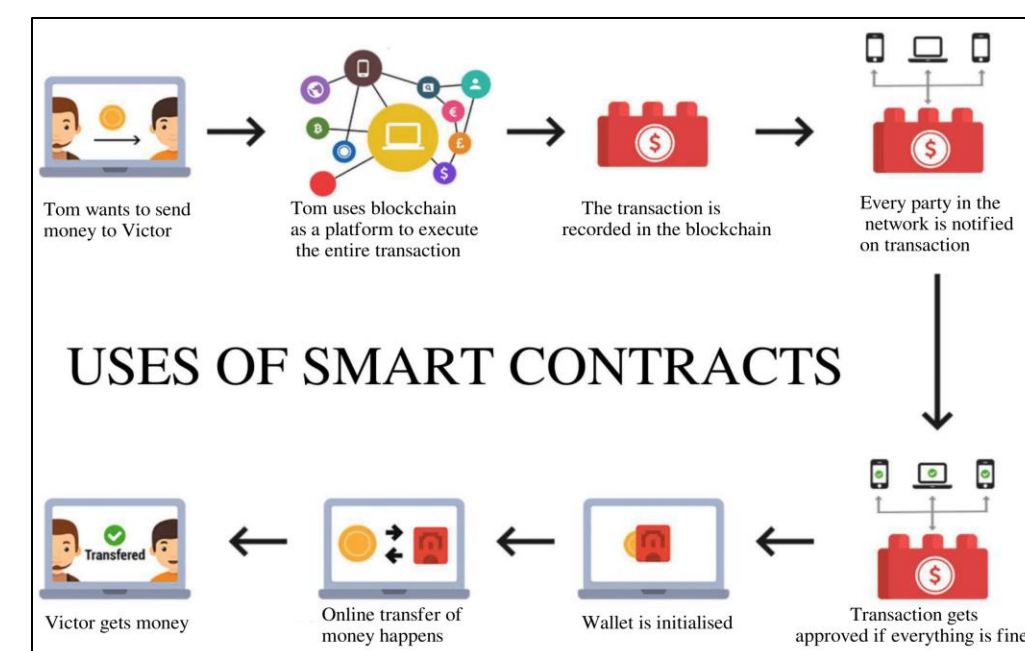 Tom wants to send
money to Victor
Tom uses blockchain
as a platform to execute
the entire transaction
The transaction is
recorded in the blockchain
Every party in the
network is notified
on transaction
USES OF SMART CONTRACTS
Transfered
Victor gets money
Online transfer of
money happens
Wallet is initialised
Transaction gets
approved if everything is fine